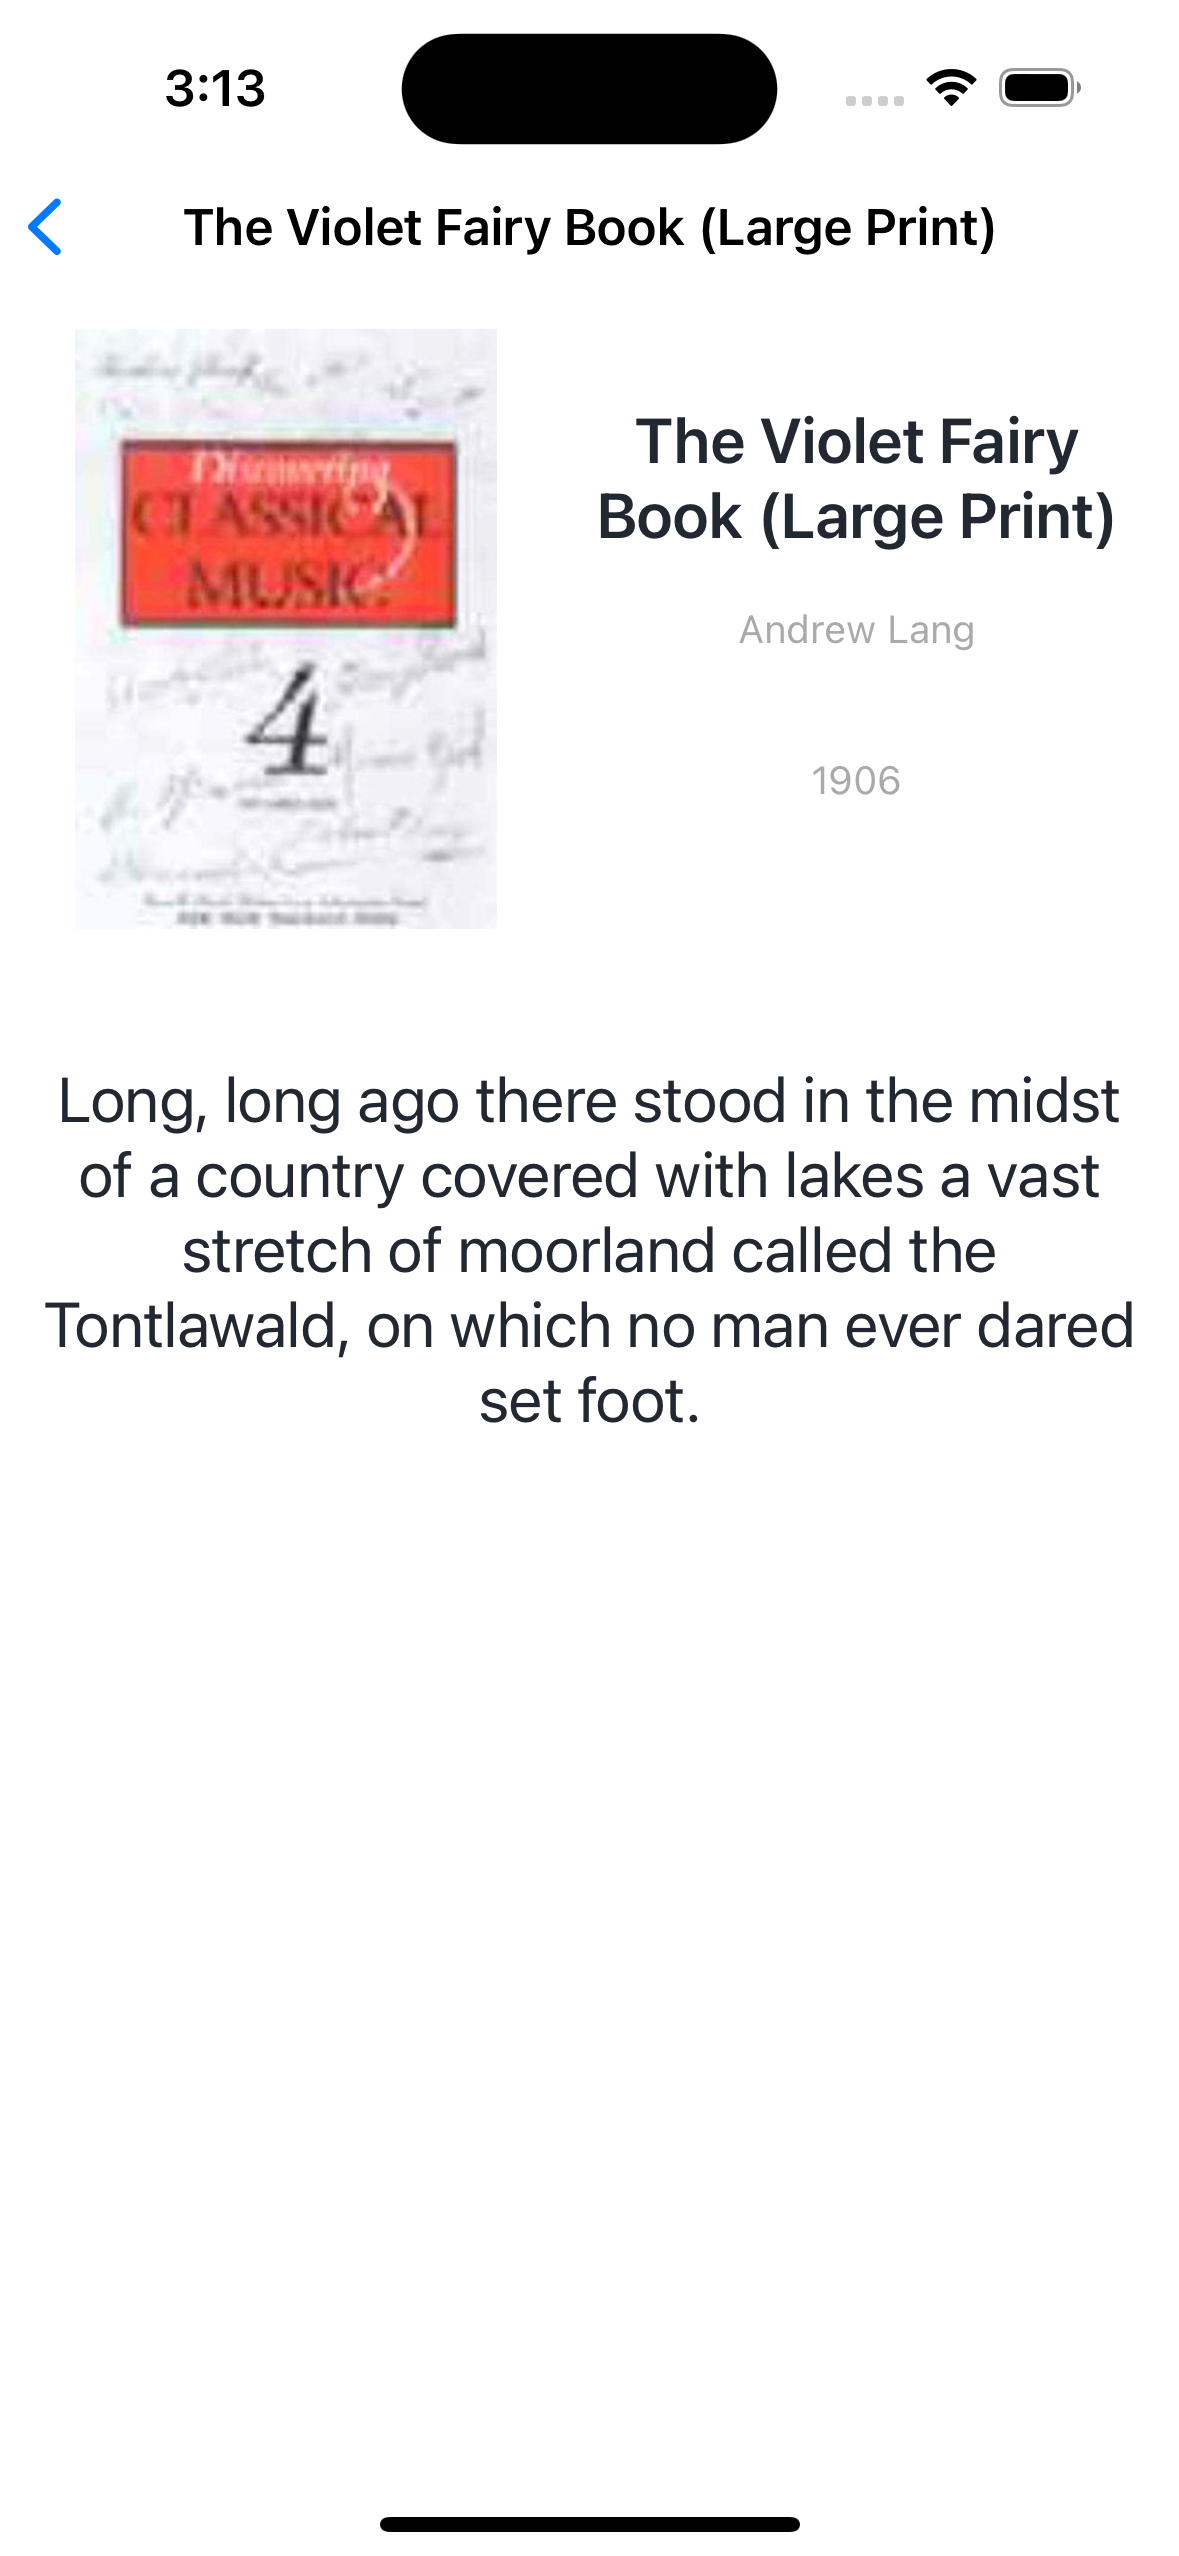 3:13
The Violet Fairy Book (Large Print)
Discovering
CLASSICAL
MUSIC
4
The Violet Fairy
Book (Large Print)
Andrew Lang
1906
Long, long ago there stood in the midst
of a country covered with lakes a vast
stretch of moorland called the
Tontlawald, on which no man ever dared
set foot.